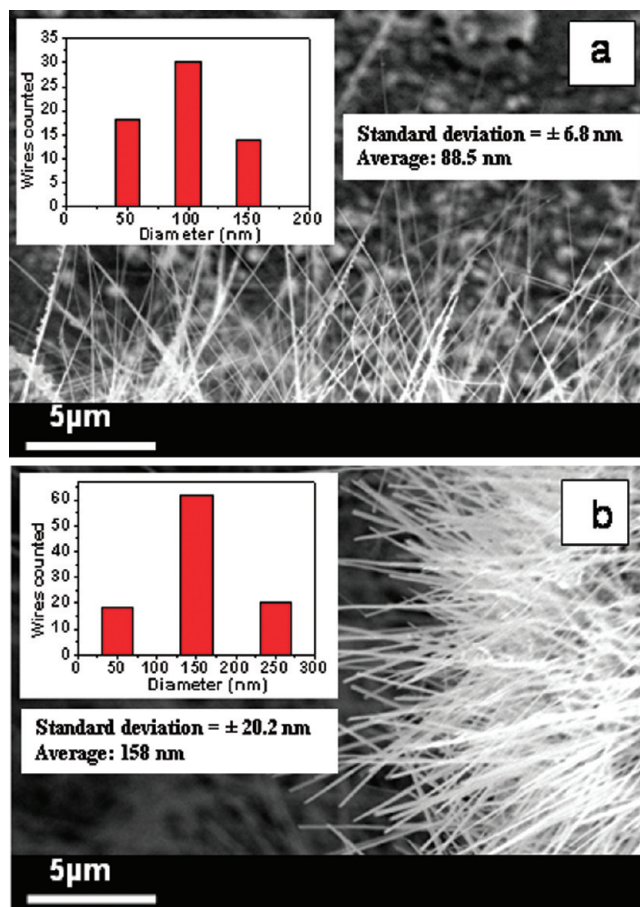 a
35
30
25
20
15
10
5
0
Wires counted
0 50 100 150 200
Diameter (nm)
Standard deviation = ± 6.8 nm
Average: 88.5 nm
5µm
b
60
50
40
30
20
10
0
Wires counted
0 50 100 150 200 250 300
Diameter (nm)
Standard deviation = ± 20.2 nm
Average: 158 nm
5µm